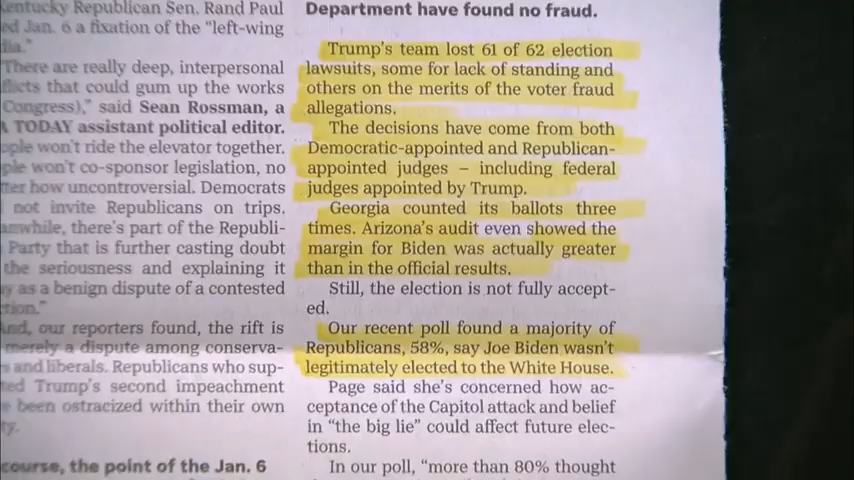 entucky Republican Sen. Rand Paul
ed Jan. 6 a fixation of the "left-wing
dia."
There are really deep, interpersonal
flicts that could gum up the works
Congress)," said Sean Rossman, a
A TODAY assistant political editor.
ople won't ride the elevator together.
ple won't co-sponsor legislation, no
tter how uncontroversial. Democrats
not invite Republicans on trips.
anwhile, there's part of the Republi-
Party that is further casting doubt
the seriousness and explaining it
y as a benign dispute of a contested
ction."
And, our reporters found, the rift is
merely a dispute among conserva-
s and liberals. Republicans who sup-
ted Trump's second impeachment
e been ostracized within their own
ty.
course, the point of the Jan. 6
Department have found no fraud.
Trump's team lost 61 of 62 election
lawsuits, some for lack of standing and
others on the merits of the voter fraud
allegations.
The decisions have come from both
Democratic-appointed and Republican-
appointed judges – including federal
judges appointed by Trump.
Georgia counted its ballots three
times. Arizona's audit even showed the
margin for Biden was actually greater
than in the official results.
Still, the election is not fully accept-
ed.
Our recent poll found a majority of
Republicans, 58%, say Joe Biden wasn't
legitimately elected to the White House.
Page said she's concerned how ac-
ceptance of the Capitol attack and belief
in "the big lie" could affect future elec-
tions.
In our poll, "more than 80% thought